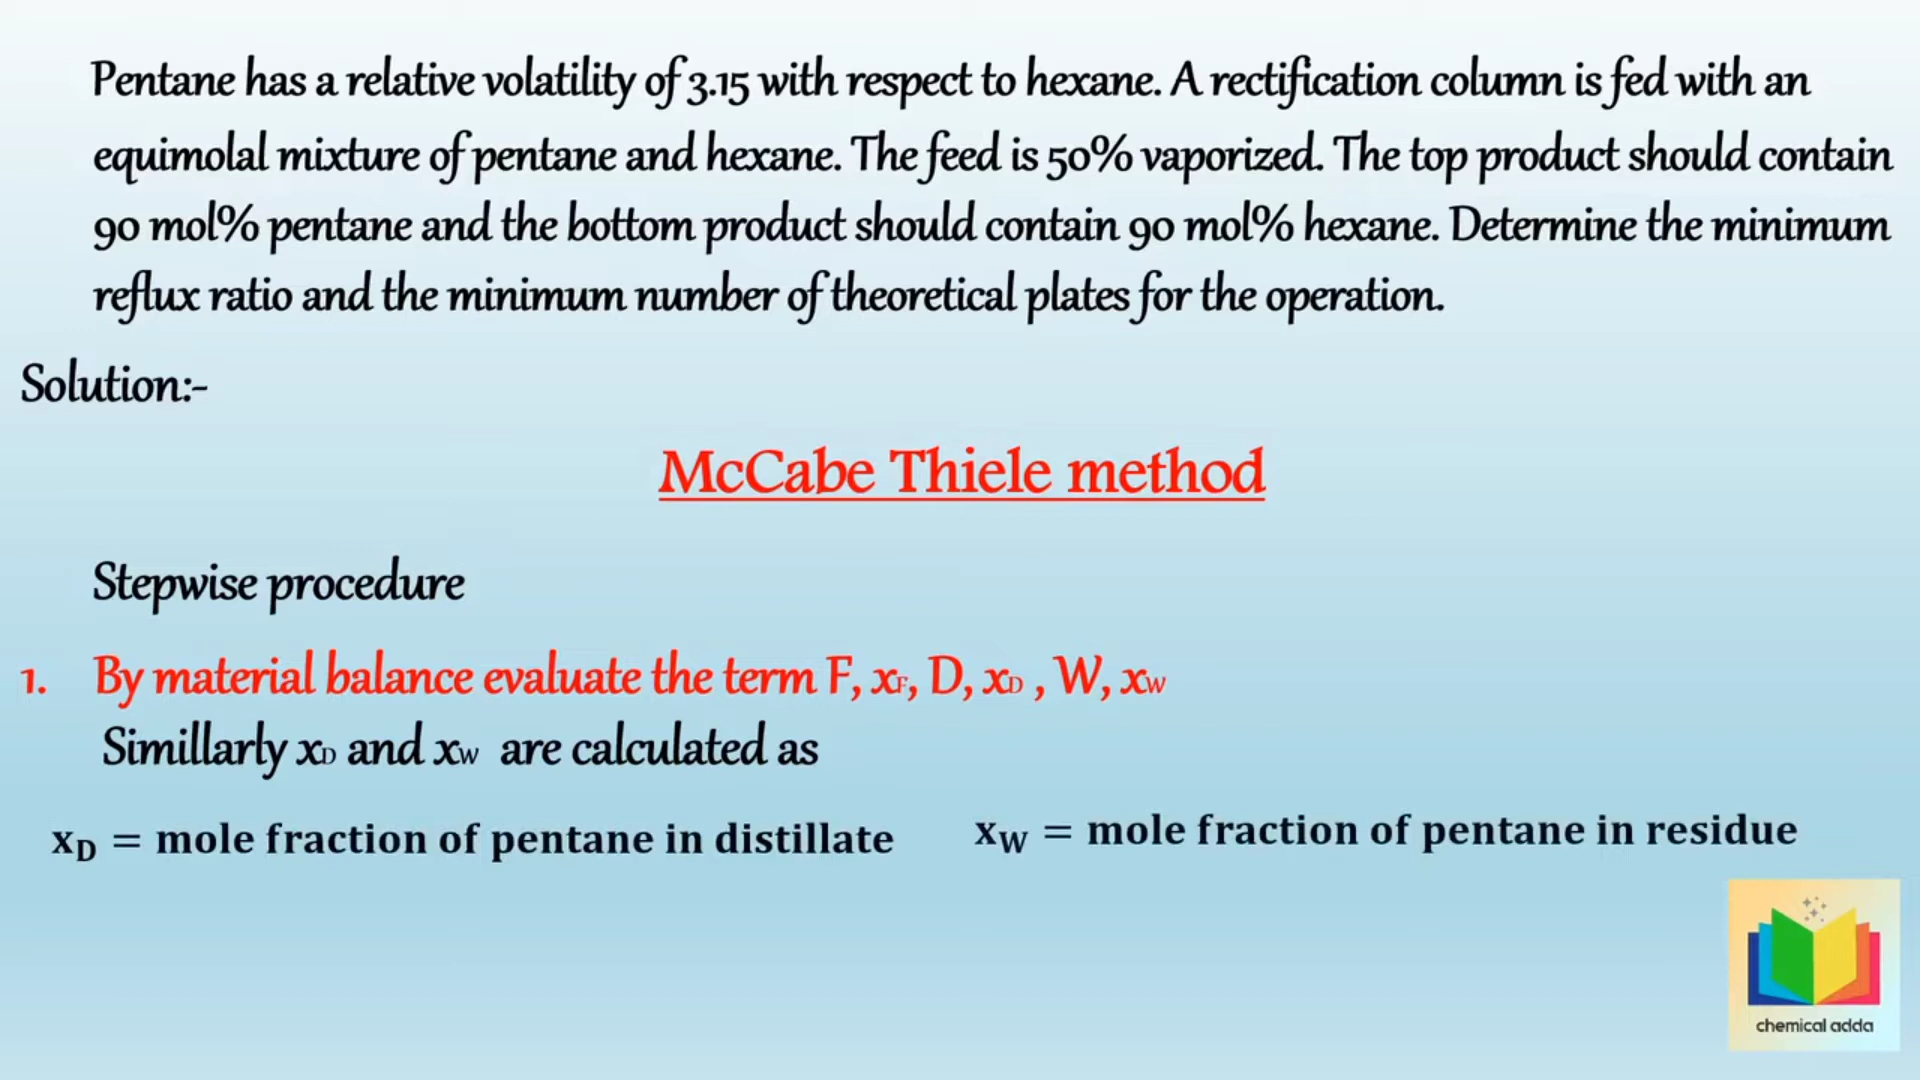 Pentane has a relative volatility of 3.15 with respect to hexane. A rectification column is fed with an
equimolal mixture of pentane and hexane. The feed is 50% vaporized. The top product should contain
90 mol% pentane and the bottom product should contain 90 mol% hexane. Determine the minimum
reflux ratio and the minimum number of theoretical plates for the operation.
Solution:-
McCabe Thiele method
Stepwise procedure
1. By material balance evaluate the term F, xF, D, xD , W, xW
Simillarly xD and xW are calculated as
xD = mole fraction of pentane in distillate
xW = mole fraction of pentane in residue
chemical adda